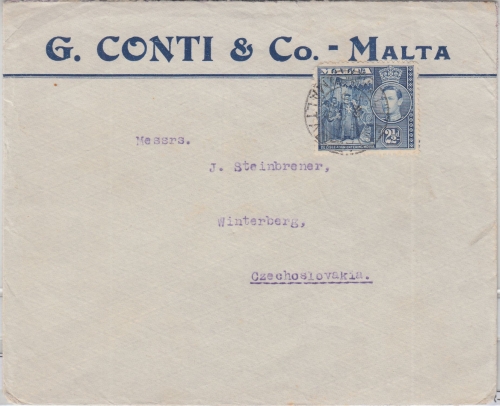 G. CONTI & Co. - MALTA
2½
Messrs.
J. Steinbrener,
Winterberg,
Czechoslovakia.